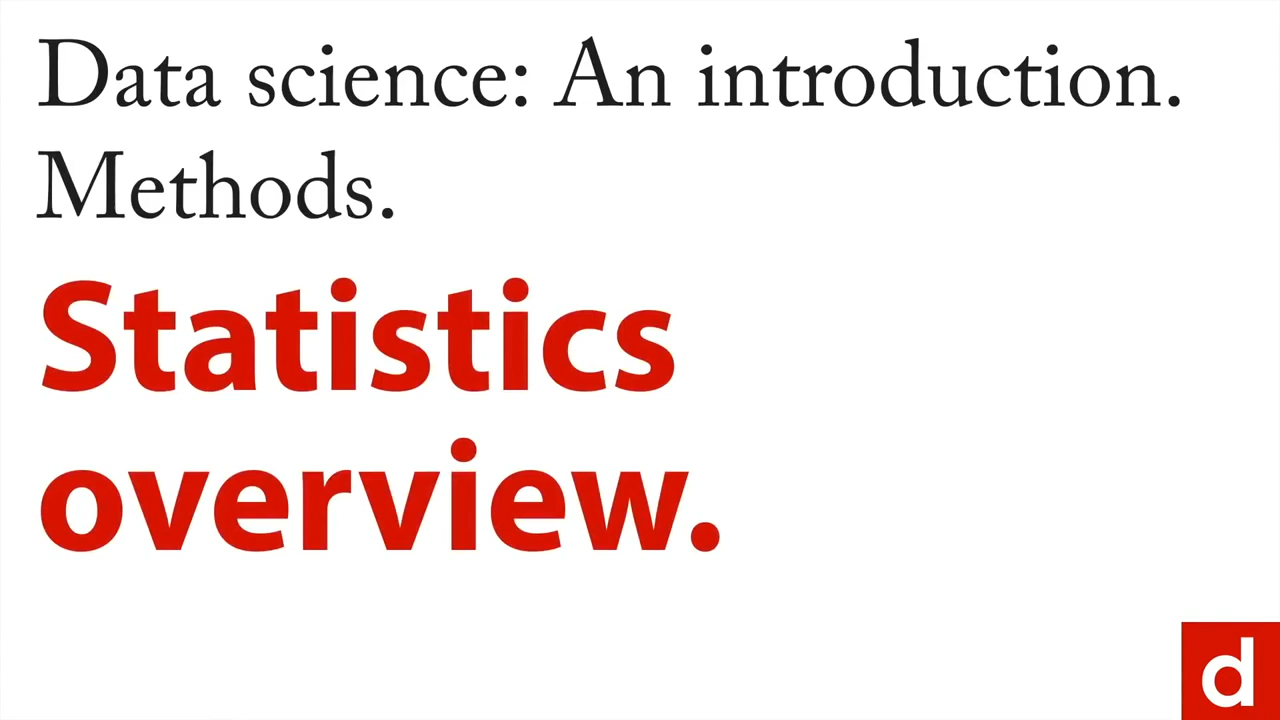 Data science: An introduction.
Methods.
Statistics
overview.
d